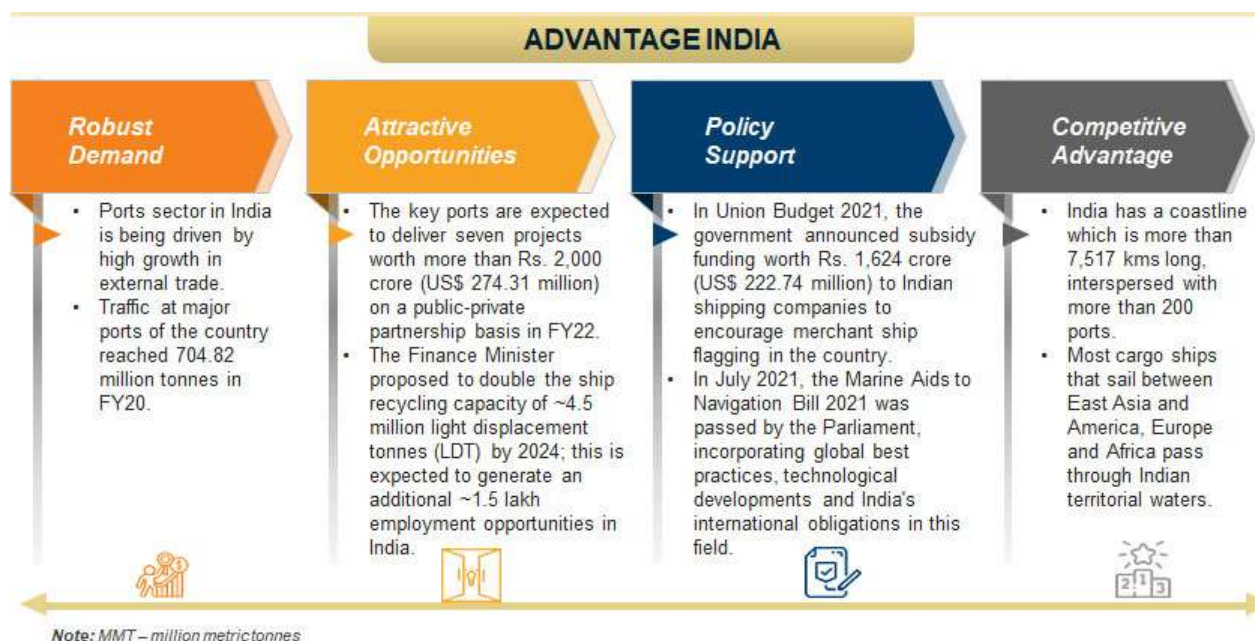 ADVANTAGE INDIA
Robust
Demand
• Ports sector in India
is being driven by
high growth in
external trade.
• Traffic at major
ports of the country
reached 704.82
million tonnes in
FY20.
Attractive
Opportunities
• The key ports are expected
to deliver seven projects
worth more than Rs. 2,000
crore (US$ 274.31 million)
on a public-private
partnership basis in FY22.
• The Finance Minister
proposed to double the ship
recycling capacity of ~4.5
million light displacement
tonnes (LDT) by 2024; this is
expected to generate an
additional ~1.5 lakh
employment opportunities in
India.
Policy
Support
• In Union Budget 2021, the
government announced subsidy
funding worth Rs. 1,624 crore
(US$ 222.74 million) to Indian
shipping companies to
encourage merchant ship
flagging in the country.
• In July 2021, the Marine Aids to
Navigation Bill 2021 was
passed by the Parliament,
incorporating global best
practices, technological
developments and India's
international obligations in this
field.
Competitive
Advantage
• India has a coastline
which is more than
7,517 kms long,
interspersed with
more than 200
ports.
• Most cargo ships
that sail between
East Asia and
America, Europe
and Africa pass
through Indian
territorial waters.
$
2 1 3
Note: MMT – million metric tonnes